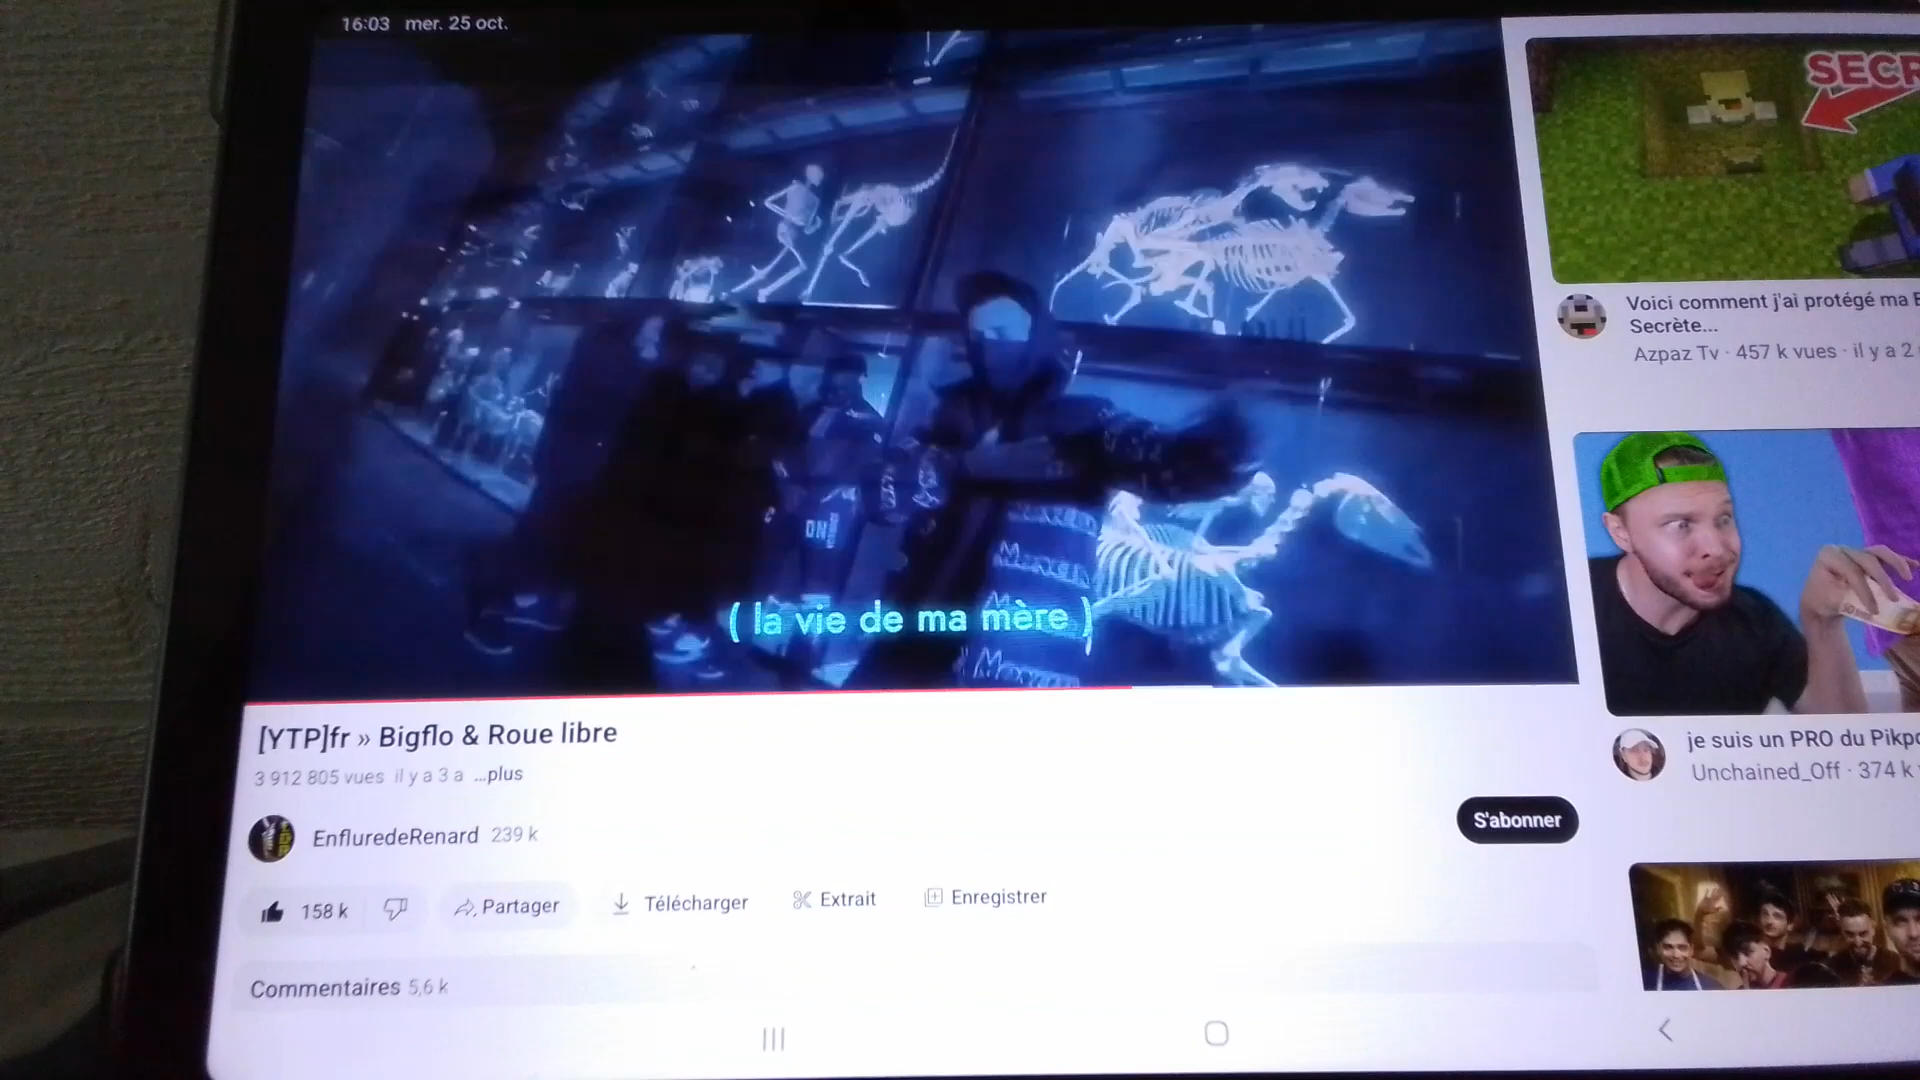 16:03 mer. 25 oct.
( la vie de ma mère )
[YTP]fr » Bigflo & Roue libre
3 912 805 vues il y a 3 a ...plus
EnfluredeRenard 239 k
S'abonner
158 k
Partager
Télécharger
Extrait
Enregistrer
Commentaires 5,6 k
SECR
Voici comment j'ai protégé ma
Secrète...
Azpaz Tv · 457 k vues · il y a 2
je suis un PRO du
Unchained_Off · 374 k